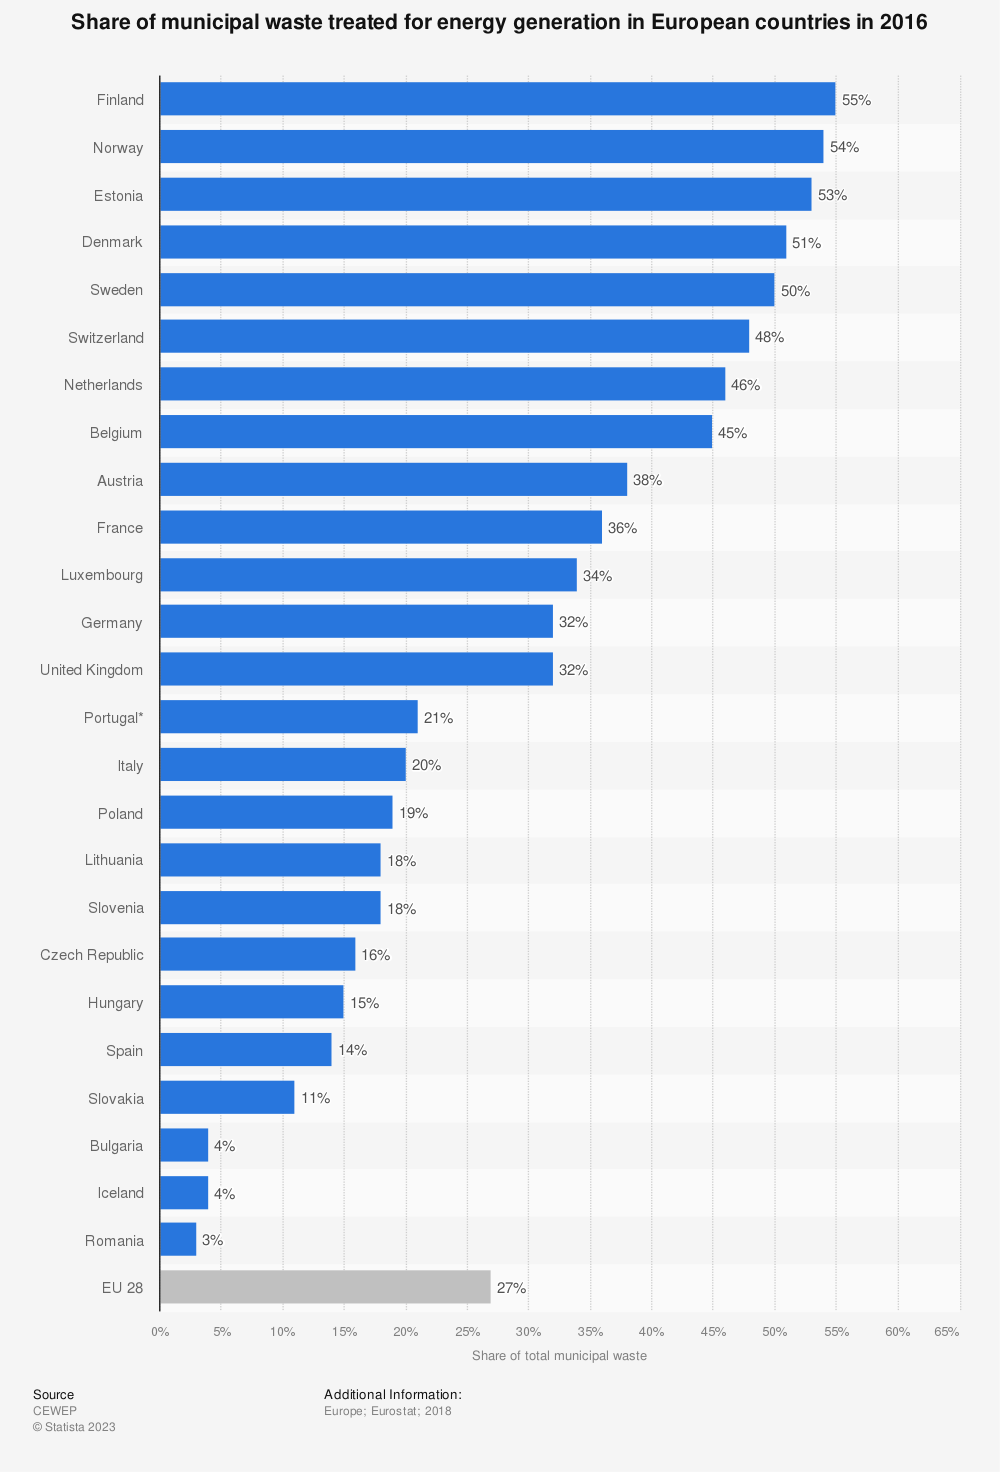 Share of municipal waste treated for energy generation in European countries in 2016
Finland 55%
Norway 54%
Estonia 53%
Denmark 51%
Sweden 50%
Switzerland 48%
Netherlands 46%
Belgium 45%
Austria 38%
France 36%
Luxembourg 34%
Germany 32%
United Kingdom 32%
Portugal* 21%
Italy 20%
Poland 19%
Lithuania 18%
Slovenia 18%
Czech Republic 16%
Hungary 15%
Spain 14%
Slovakia 11%
Bulgaria 4%
Iceland 4%
Romania 3%
EU 28 27%
0% 5% 10% 15% 20% 25% 30% 35% 40% 45% 50% 55% 60% 65%
Share of total municipal waste
Source
CEWEP
© Statista 2023
Additional Information:
Europe; Eurostat; 2018